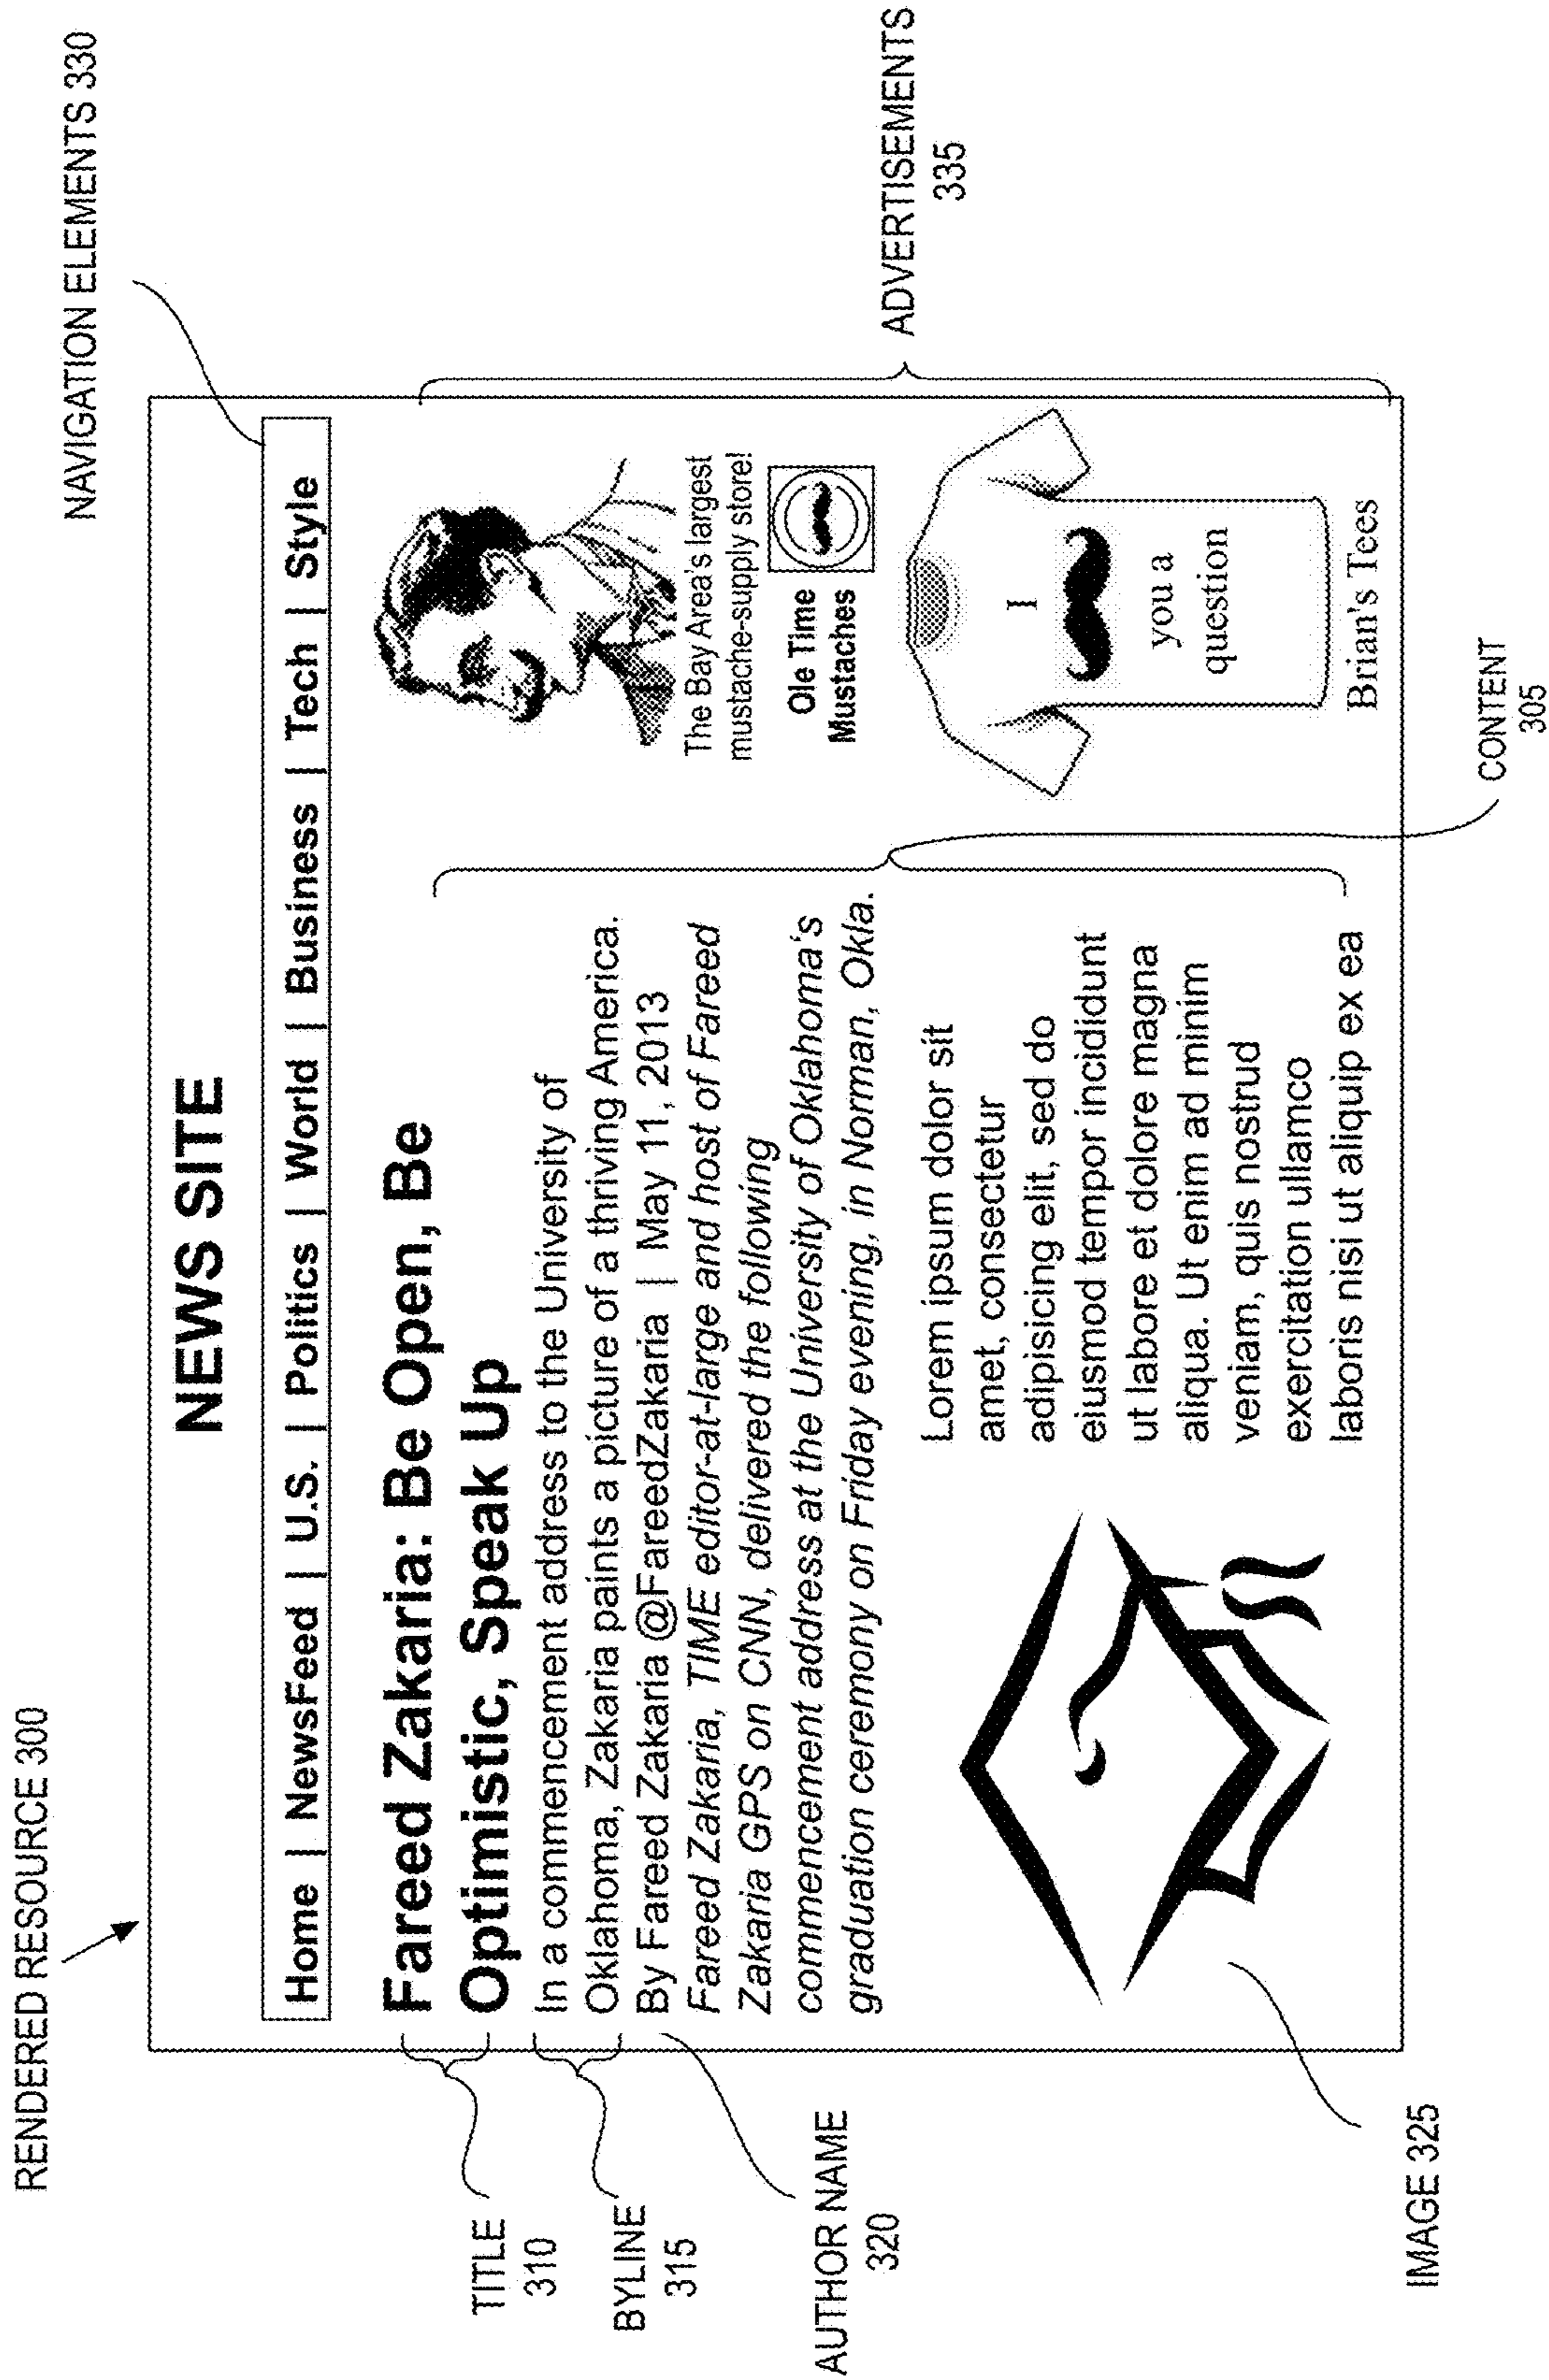 RENDERED RESOURCE 300
NAVIGATION ELEMENTS 330
NEWS SITE
Home | NewsFeed | U.S. | Politics | World | Business | Tech | Style
TITLE
310
Fareed Zakaria: Be Open, Be
Optimistic, Speak Up
BYLINE
315
In a commencement address to the University of
Oklahoma, Zakaria paints a picture of a thriving America.
AUTHOR NAME
320
By Fareed Zakaria @FareedZakaria | May 11, 2013
Fareed Zakaria, TIME editor-at-large and host of Fareed
Zakaria GPS on CNN, delivered the following
commencement address at the University of Oklahoma's
graduation ceremony on Friday evening, in Norman, Okla.
Lorem ipsum dolor sit
amet, consectetur
adipisicing elit, sed do
eiusmod tempor incididunt
ut labore et dolore magna
aliqua. Ut enim ad minim
veniam, quis nostrud
exercitation ullamco
laboris nisi ut aliquip ex ea
IMAGE 325
The Bay Area's largest
mustache-supply store!
Ole Time
Mustaches
I
you a
question
Brian's Tees
ADVERTISEMENTS
335
CONTENT
305